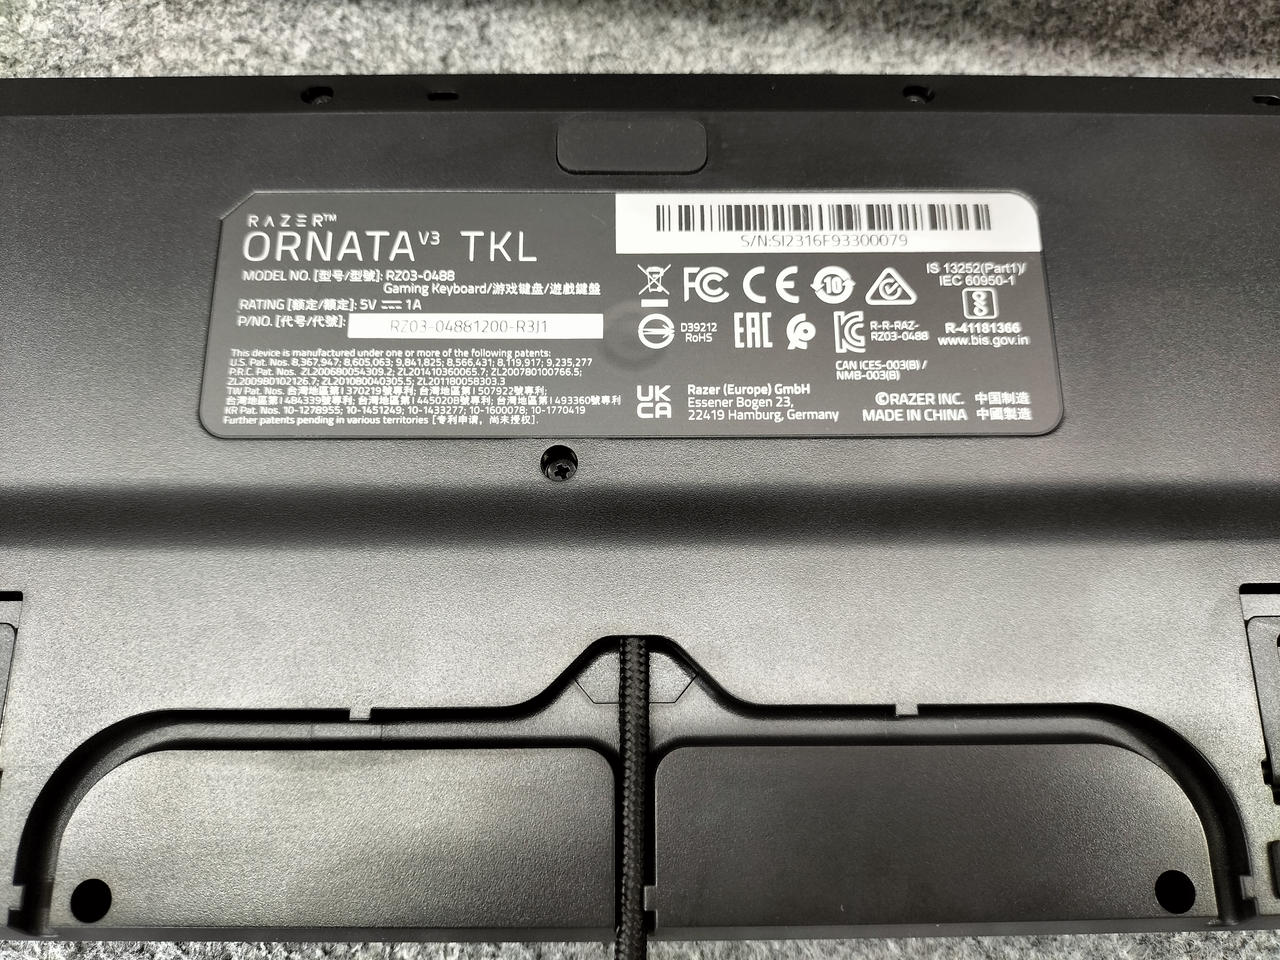 RAZER™
ORNATA V3 TKL
MODEL NO. [型号/型號]: RZ03-0488
Gaming Keyboard/游戏键盘/遊戲鍵盤
RATING [额定/額定]: 5V ⎓ 1A
P/NO. [代号/代號]: RZ03-04881200-R3J1
This device is manufactured under one or more of the following patents:
U.S. Pat. Nos. 8,367,947; 8,605,063; 9,841,825; 8,566,431; 8,119,917; 9,235,277
P.R.C. Pat. Nos. ZL200680054309.2; ZL201410360065.7; ZL200780100766.5;
ZL200980102126.7; ZL201080040305.5; ZL201180058303.3
TW Pat. Nos. 台灣地區第I 370219號專利; 台灣地區第I 507922號專利;
台灣地區第I 484339號專利; 台灣地區第I 445020B號專利; 台灣地區第I 493360號專利
KR Pat. Nos. 10-1278955; 10-1451249; 10-1433277; 10-1600078; 10-1770419
Further patents pending in various territories [专利申请，尚未授权].
S/N:SI2316F93300079
FC CE 10
IS 13252(Part1)/
IEC 60950-1
R-41181366
www.bis.gov.in
D39212
RoHS
EAC
R-R-RAZ-
RZ03-0488
CAN ICES-003(B) /
NMB-003(B)
UK
CA
Razer (Europe) GmbH
Essener Bogen 23,
22419 Hamburg, Germany
©RAZER INC. 中国制造
MADE IN CHINA 中國製造